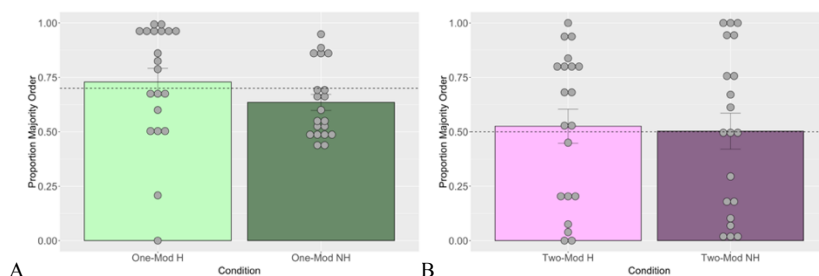 Proportion Majority Order
1.00
0.75
0.50
0.25
0.00
One-Mod H
One-Mod NH
Condition
A
Proportion Majority Order
1.00
0.75
0.50
0.25
0.00
Two-Mod H
Two-Mod NH
Condition
B